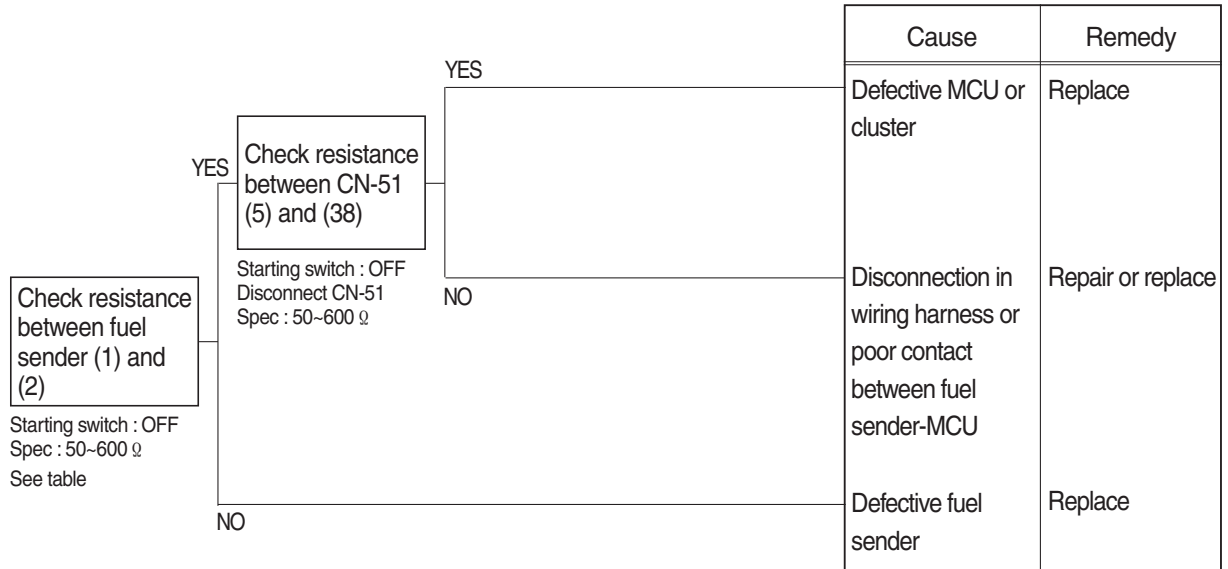 Cause
Remedy
YES
Defective MCU or
cluster
Replace
YES
Check resistance
between CN-51
(5) and (38)
Starting switch : OFF
Disconnect CN-51
Spec : 50~600 Ω
NO
Disconnection in
wiring harness or
poor contact
between fuel
sender-MCU
Repair or replace
Check resistance
between fuel
sender (1) and
(2)
Starting switch : OFF
Spec : 50~600 Ω
See table
NO
Defective fuel
sender
Replace